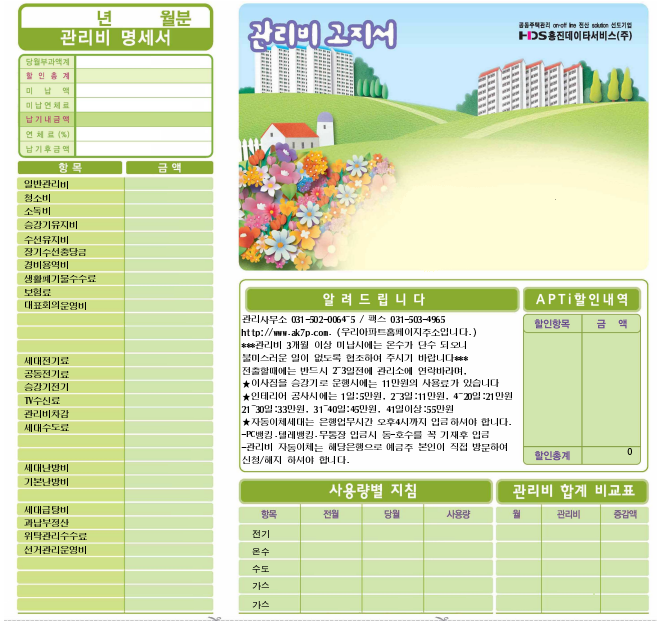 년 월분
관리비 명세서
당월부과액계
할인총계
미납액
미납연체료
납기내금액
연체료(%)
납기후금액
항목 금액
일반관리비
청소비
소독비
승강기유지비
수선유지비
장기수선충당금
경비용역비
생활폐기물수수료
보험료
대표회의운영비
세대전기료
공동전기료
승강기전기
TV수신료
관리비차감
세대수도료
세대난방비
기본난방비
세대급탕비
과납부정산
위탁관리수수료
선거관리운영비
관리비 고지서
공동주택관리 on-off line 전산 solution 선도기업
HDS홍진데이타서비스(주)
알려드립니다
관리사무소 031-502-0064~5 / 팩스 031-503-4965
http://www.ak7p.com. (우리아파트홈페이지주소입니다.)
***관리비 3개월 이상 미납시에는 온수가 단수 되오니
불미스러운 일이 없도록 협조하여 주시기 바랍니다***
전출할때에는 반드시 2~3일전에 관리소에 연락바라며.
★이사짐을 승강기로 운행시에는 11만원의 사용료가 있습니다
★인테리어 공사시에는 1일:5만원, 2~3일:11만원, 4~20일:21만원
21~30일:33만원, 31~40일:45만원, 41일이상:55만원
★자동이체세대는 은행업무시간 오후4시까지 입금하셔야 합니다.
-PC뱅킹.텔레뱅킹.무통장 입금시 동-호수를 꼭 기재후 입금
-관리비 자동이체는 해당은행으로 예금주 본인이 직접 방문하여
신청/해지 하셔야 합니다.
APTi할인내역
할인항목 금액
할인총계 0
사용량별 지침
항목 전월 당월 사용량
전기
온수
수도
가스
가스
관리비 합계 비교표
월 관리비 증감액